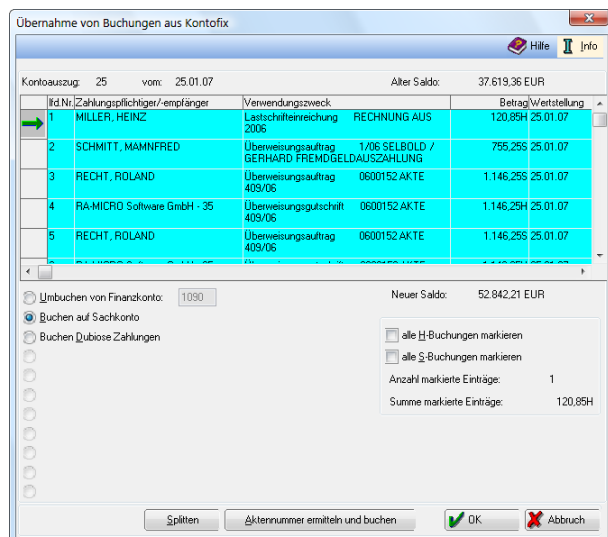 Übernahme von Buchungen aus Kontofix
Hilfe Info
Kontoauszug: 25 vom: 25.01.07 Alter Saldo: 37.619,36 EUR
lfd.Nr. Zahlungspflichtiger/-empfänger Verwendungszweck Betrag Wertstellung
1 MILLER, HEINZ Lastschrifteinreichung RECHNUNG AUS 120,85H 25.01.07
2006
2 SCHMITT, MAMNFRED Überweisungsauftrag 1/06 SELBOLD / 755,25S 25.01.07
GERHARD FREMDGELDAUSZAHLUNG
3 RECHT, ROLAND Überweisungsauftrag 0600152 AKTE 1.146,25S 25.01.07
409/06
4 RA-MICRO Software GmbH - 35 Überweisungsgutschrift 0600152 AKTE 1.146,25H 25.01.07
409/06
5 RECHT, ROLAND Überweisungsauftrag 0600152 AKTE 1.146,25S 25.01.07
409/06
Umbuchen von Finanzkonto: 1090 Neuer Saldo: 52.842,21 EUR
Buchen auf Sachkonto
Buchen Dubiose Zahlungen
alle H-Buchungen markieren
alle S-Buchungen markieren
Anzahl markierte Einträge: 1
Summe markierte Einträge: 120,85H
Splitten Aktennummer ermitteln und buchen OK Abbruch